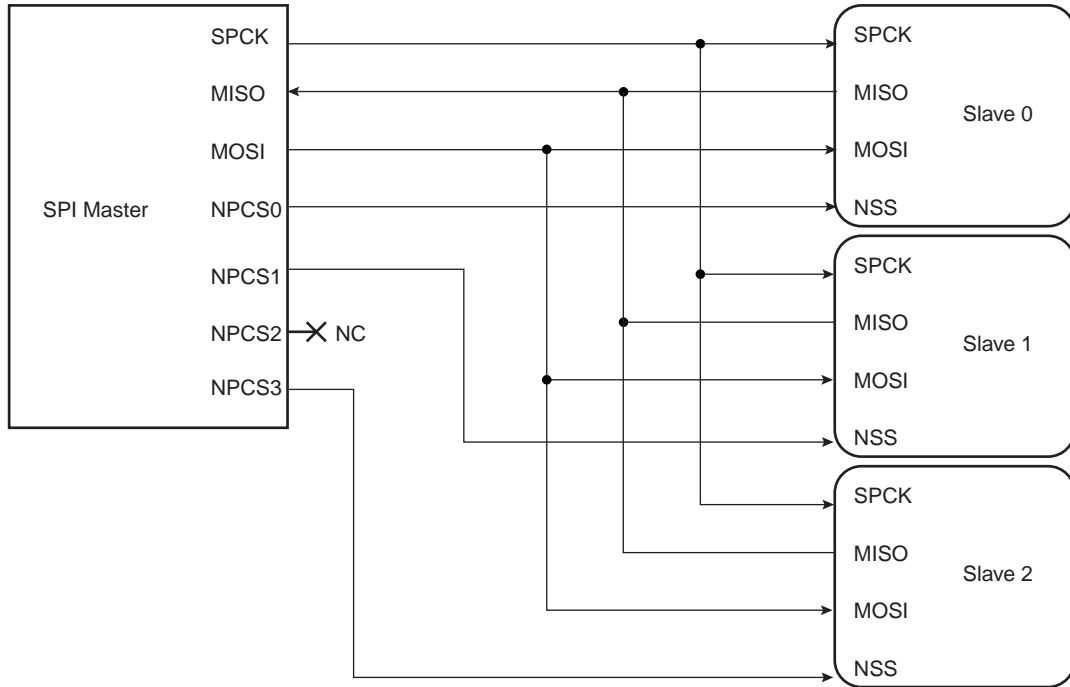 SPI Master
SPCK
MISO
MOSI
NPCS0
NPCS1
NPCS2
NC
NPCS3
SPCK
MISO
Slave 0
MOSI
NSS
SPCK
MISO
Slave 1
MOSI
NSS
SPCK
MISO
Slave 2
MOSI
NSS